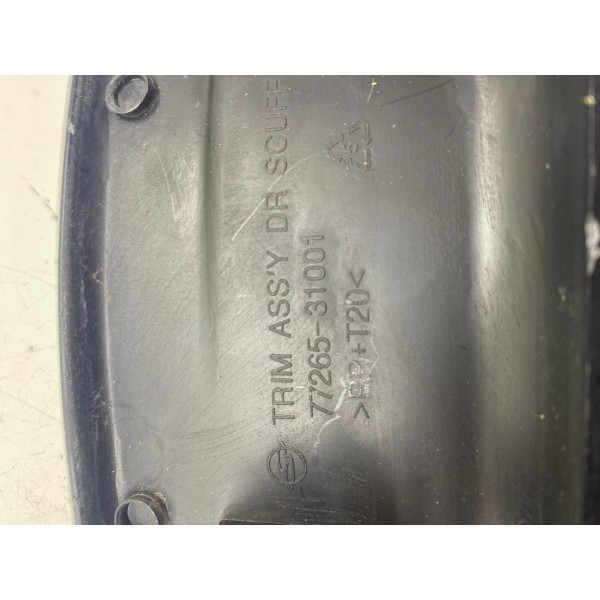 TRIM ASS'Y DR SCUFF
77265-31001
>PP+T20<